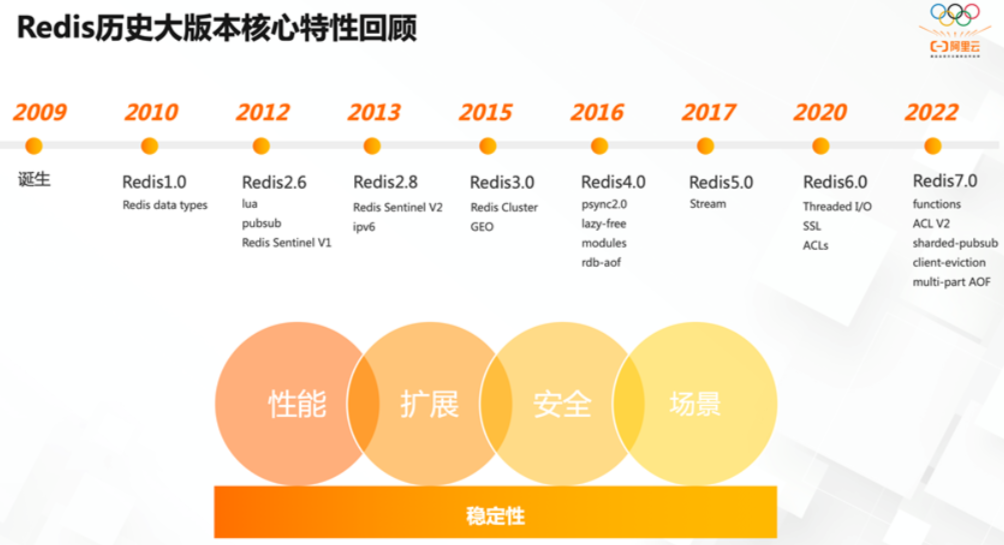 Redis历史大版本核心特性回顾
阿里云
2009
2010
2012
2013
2015
2016
2017
2020
2022
诞生
Redis1.0
Redis data types
Redis2.6
lua
pubsub
Redis Sentinel V1
Redis2.8
Redis Sentinel V2
ipv6
Redis3.0
Redis Cluster
GEO
Redis4.0
psync2.0
lazy-free
modules
rdb-aof
Redis5.0
Stream
Redis6.0
Threaded I/O
SSL
ACLs
Redis7.0
functions
ACL V2
sharded-pubsub
client-eviction
multi-part AOF
性能
扩展
安全
场景
稳定性